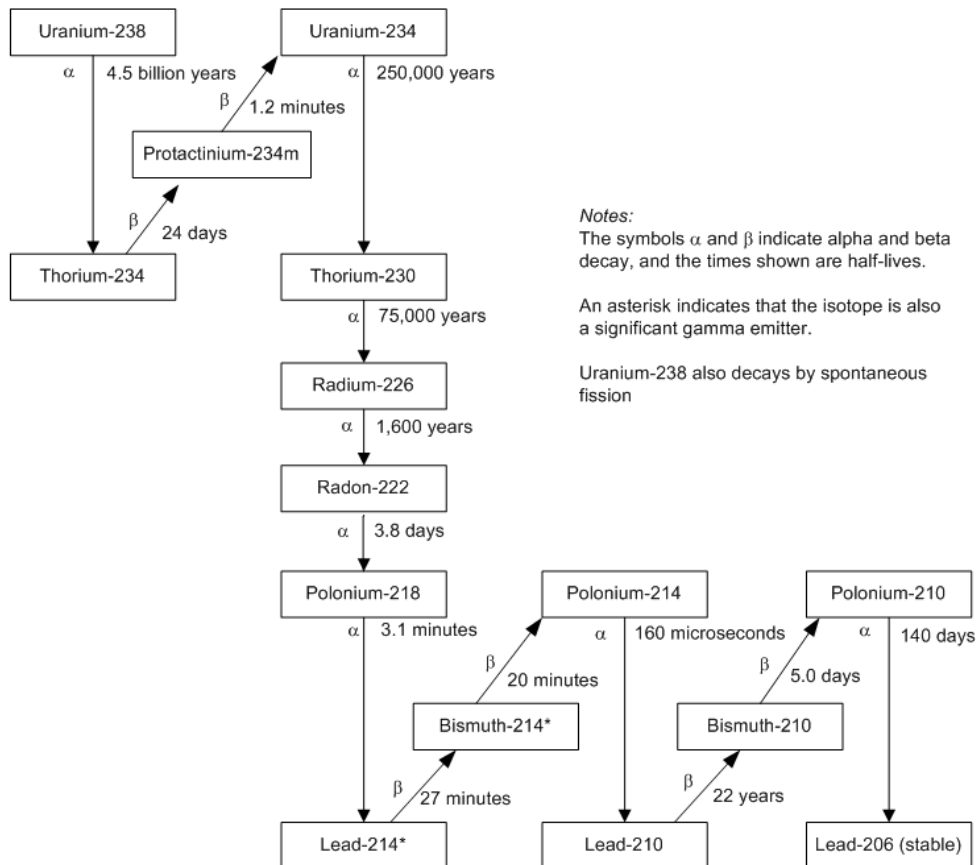 Uranium-238
Uranium-234
α
4.5 billion years
α
250,000 years
β
1.2 minutes
Protactinium-234m
β
24 days
Thorium-234
Thorium-230
Notes:
The symbols α and β indicate alpha and beta
decay, and the times shown are half-lives.
An asterisk indicates that the isotope is also
a significant gamma emitter.
Uranium-238 also decays by spontaneous
fission
α
75,000 years
Radium-226
α
1,600 years
Radon-222
α
3.8 days
Polonium-218
Polonium-214
Polonium-210
α
3.1 minutes
α
160 microseconds
α
140 days
β
20 minutes
β
5.0 days
Bismuth-214*
Bismuth-210
β
27 minutes
β
22 years
Lead-214*
Lead-210
Lead-206 (stable)